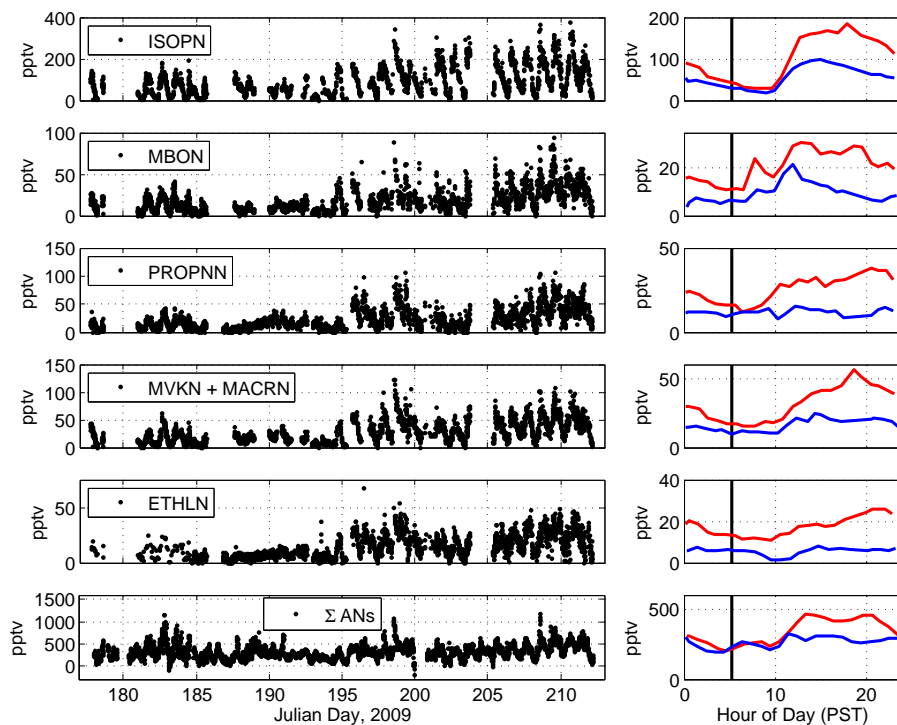 400
200
0
pptv
ISOPN
200
100
0
pptv
100
50
0
pptv
MBON
20
0
pptv
150
100
50
0
pptv
PROPNN
50
0
pptv
150
100
50
0
pptv
MVKN + MACRN
50
0
pptv
50
0
pptv
ETHLN
40
20
0
pptv
1500
1000
500
0
pptv
Σ ANs
500
0
pptv
180 185 190 195 200 205 210
Julian Day, 2009
0 10 20
Hour of Day (PST)